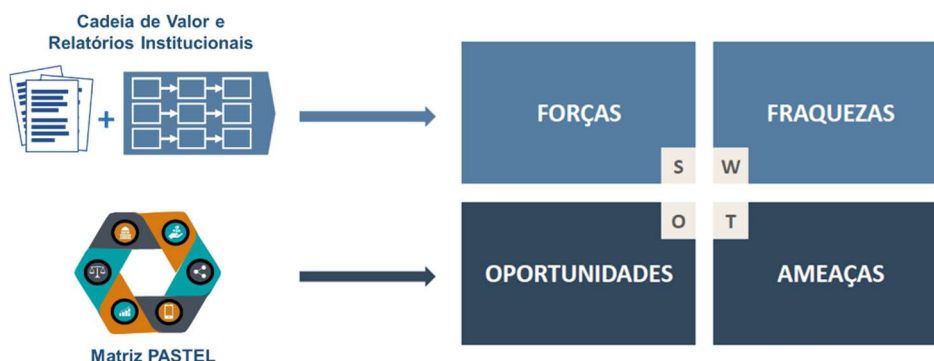 Cadeia de Valor e
Relatórios Institucionais
+
FORÇAS
FRAQUEZAS
S
W
O
T
OPORTUNIDADES
AMEAÇAS
Matriz PASTEL